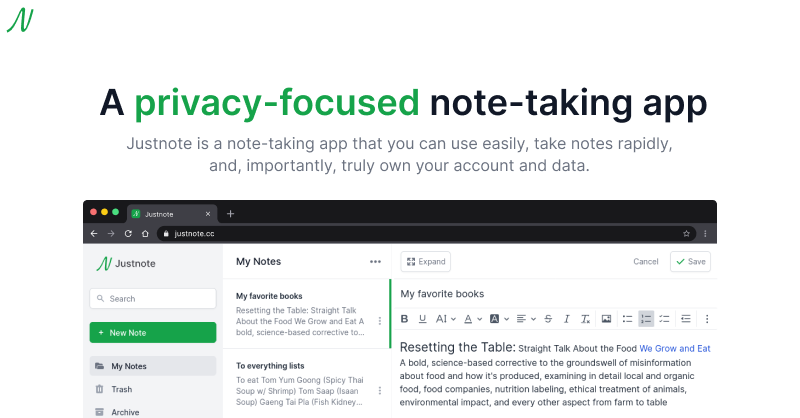 A privacy-focused note-taking app
Justnote is a note-taking app that you can use easily, take notes rapidly,
and, importantly, truly own your account and data.
Justnote
justnote.cc
Justnote
Search
+ New Note
My Notes
Trash
Archive
My Notes
My favorite books
Resetting the Table: Straight Talk
About the Food We Grow and Eat A
bold, science-based corrective to...
To everything lists
To eat Tom Yum Goong (Spicy Thai
Soup w/ Shrimp) Tom Saap (Isaan
Soup) Gaeng Tai Pla (Fish Kidney...
Expand
Cancel
Save
My favorite books
B U AI A A S I Tx
Resetting the Table: Straight Talk About the Food We Grow and Eat
A bold, science-based corrective to the groundswell of misinformation
about food and how it's produced, examining in detail local and organic
food, food companies, nutrition labeling, ethical treatment of animals,
environmental impact, and every other aspect from farm to table